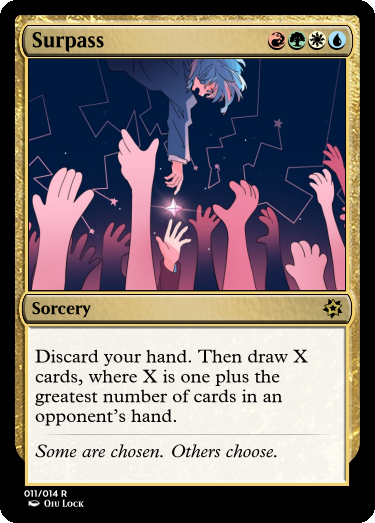 Surpass
Sorcery
Discard your hand. Then draw X
cards, where X is one plus the
greatest number of cards in an
opponent's hand.
Some are chosen. Others choose.
011/014 R
Oiu Lock